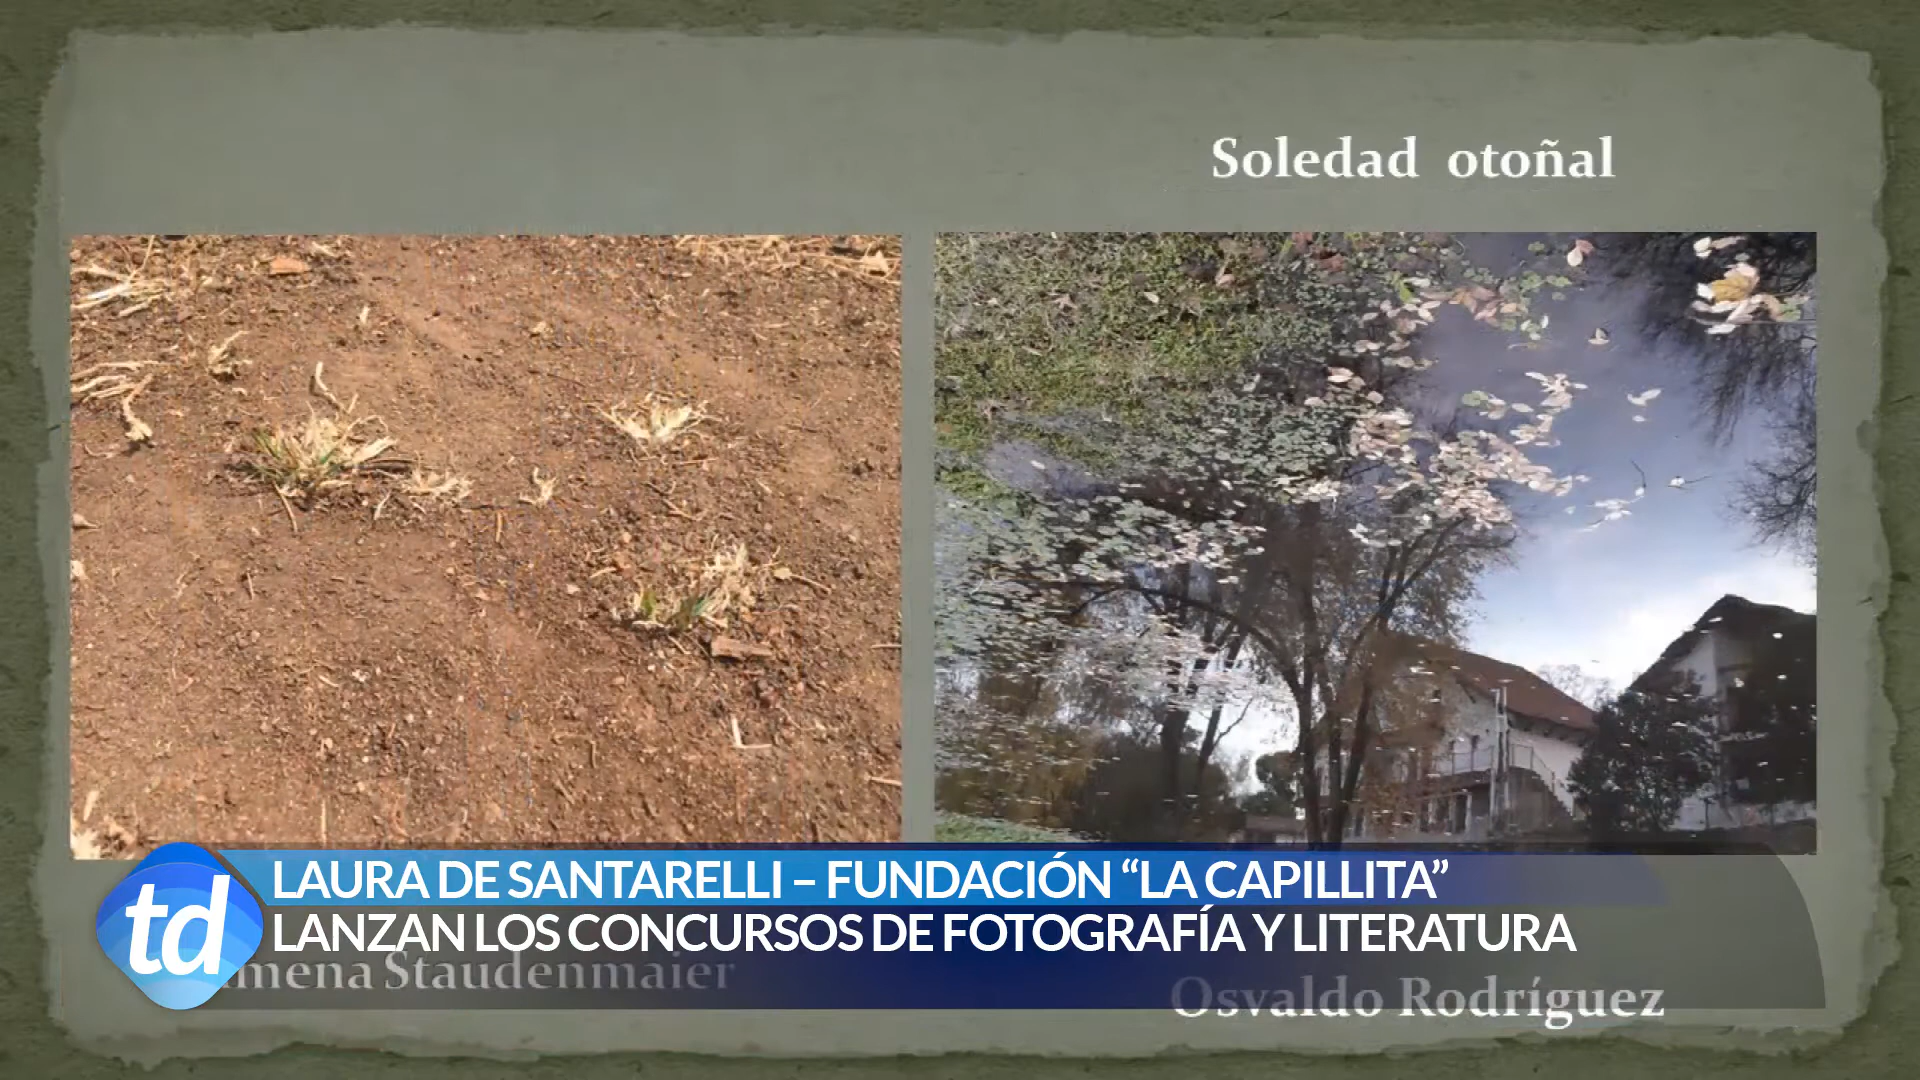 Soledad otoñal
td
LAURA DE SANTARELLI – FUNDACIÓN “LA CAPILLITA”
LANZAN LOS CONCURSOS DE FOTOGRAFÍA Y LITERATURA
Staudenmaier
Osvaldo Rodríguez